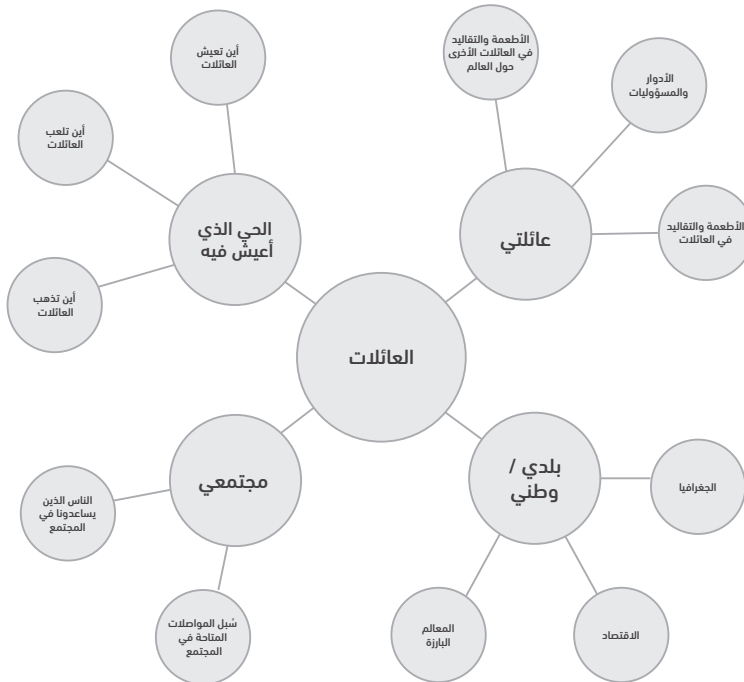 الأطعمة والتقاليد
في العائلات الأخرى
حول العالم
الأدوار
والمسؤوليات
الأطعمة والتقاليد
في العائلات
عائلتي
أين تعيش
العائلات
أين تلعب
العائلات
أين تذهب
العائلات
الحي الذي
أعيش فيه
العائلات
بلدي /
وطني
الجغرافيا
الاقتصاد
المعالم
البارزة
مجتمعي
الناس الذين
يساعدونا في
المجتمع
سُبل المواصلات
المتاحة في
المجتمع